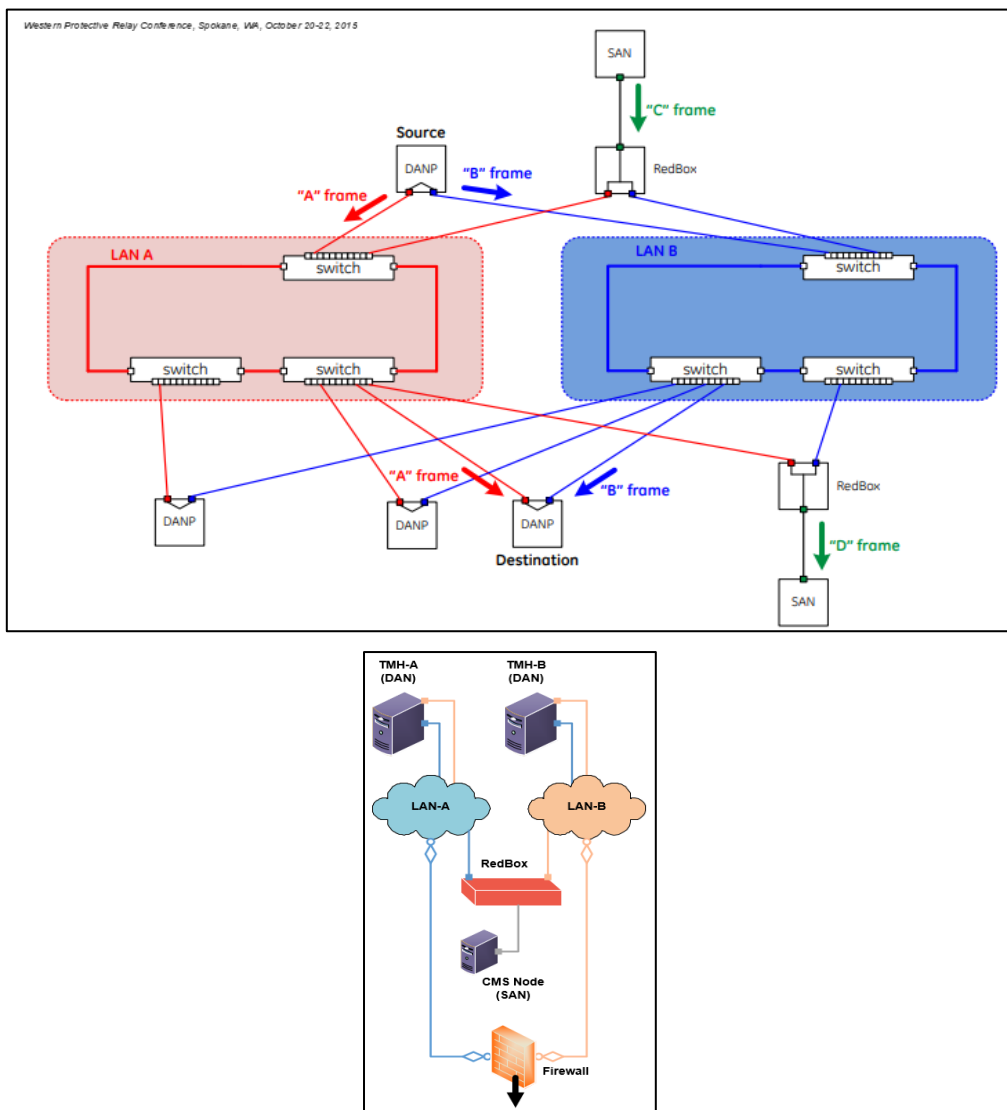 Western Protective Relay Conference, Spokane, WA, October 20-22, 2015
SAN
"C" frame
Source
DANP
"B" frame
RedBox
"A" frame
LAN A
LAN B
switch
switch
switch
switch
switch
switch
"A" frame
"B" frame
RedBox
DANP
DANP
DANP
Destination
"D" frame
SAN
TMH-A
(DAN)
TMH-B
(DAN)
LAN-A
LAN-B
RedBox
CMS Node
(SAN)
Firewall